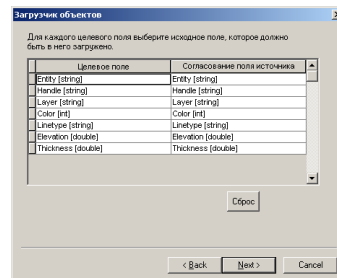 Загрузчик объектов
Для каждого целевого поля выберите исходное поле, которое должно
быть в него загружено.
Целевое поле Согласование поля источника
Entity [string] Entity [string]
Handle [string] Handle [string]
Layer [string] Layer [string]
Color [int] Color [int]
Linetype [string] Linetype [string]
Elevation [double] Elevation [double]
Thickness [double] Thickness [double]
Сброс
< Back Next > Cancel